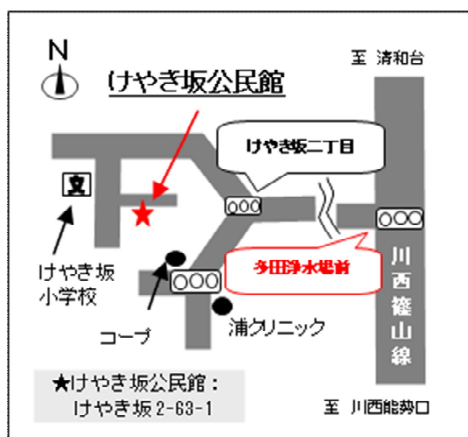 N
至 清和台
けやき坂公民館
けやき坂二丁目
文
けやき坂
小学校
多田浄水場前
コープ
浦クリニック
川西篠山線
★けやき坂公民館：
けやき坂2-63-1
至 川西能勢口